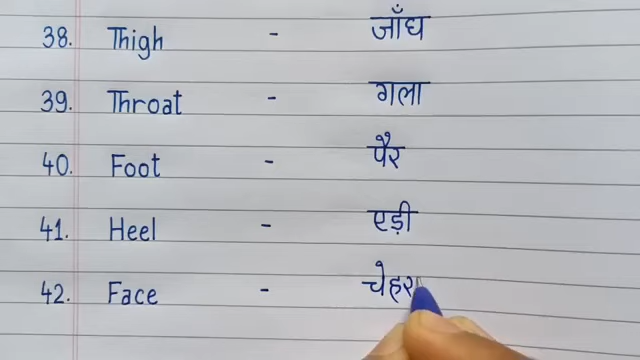 38. Thigh - जाँघ
39. Throat - गला
40. Foot - पैर
41. Heel - एड़ी
42. Face - चेहर